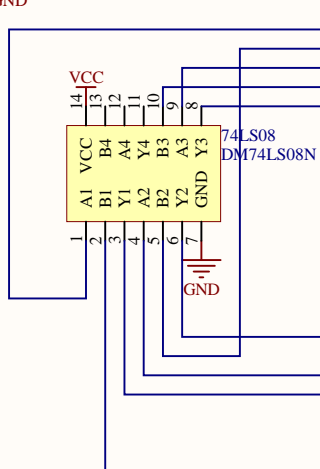 GND
VCC
14 13 12 11 10 9 8
VCC B4 A4 Y4 B3 A3 Y3
74LS08
DM74LS08N
A1 B1 Y1 A2 B2 Y2 GND
1 2 3 4 5 6 7
GND